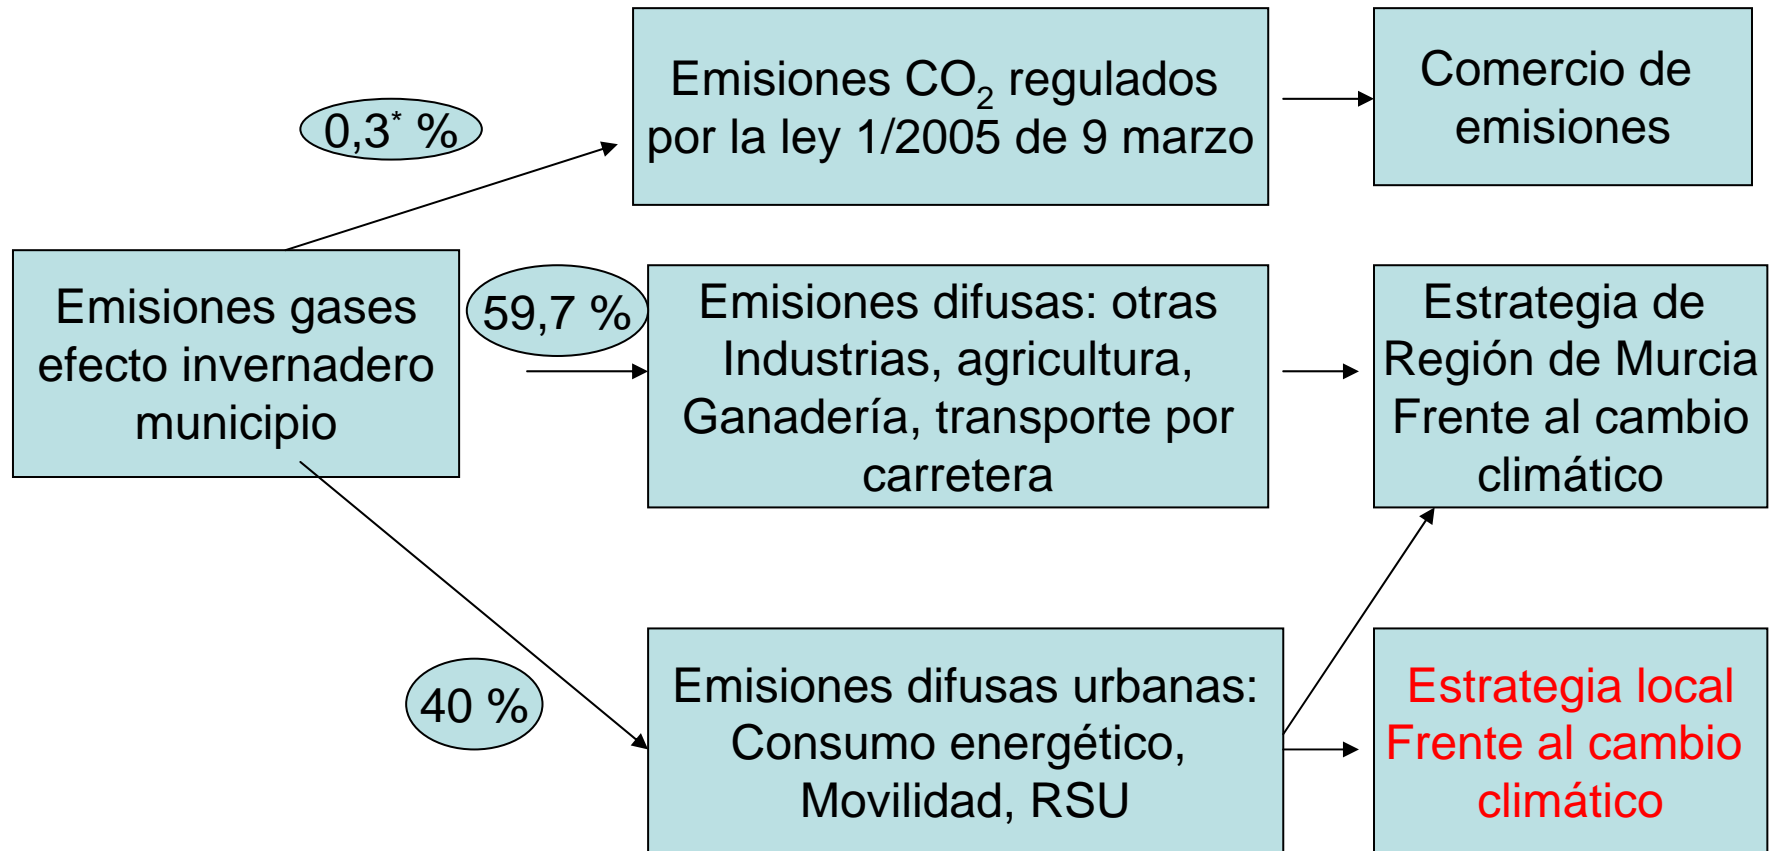 Emisiones CO₂ regulados
por la ley 1/2005 de 9 marzo
Comercio de
emisiones
0,3* %
Emisiones gases
efecto invernadero
municipio
59,7 %
Emisiones difusas: otras
Industrias, agricultura,
Ganadería, transporte por
carretera
Estrategia de
Región de Murcia
Frente al cambio
climático
40 %
Emisiones difusas urbanas:
Consumo energético,
Movilidad, RSU
Estrategia local
Frente al cambio
climático